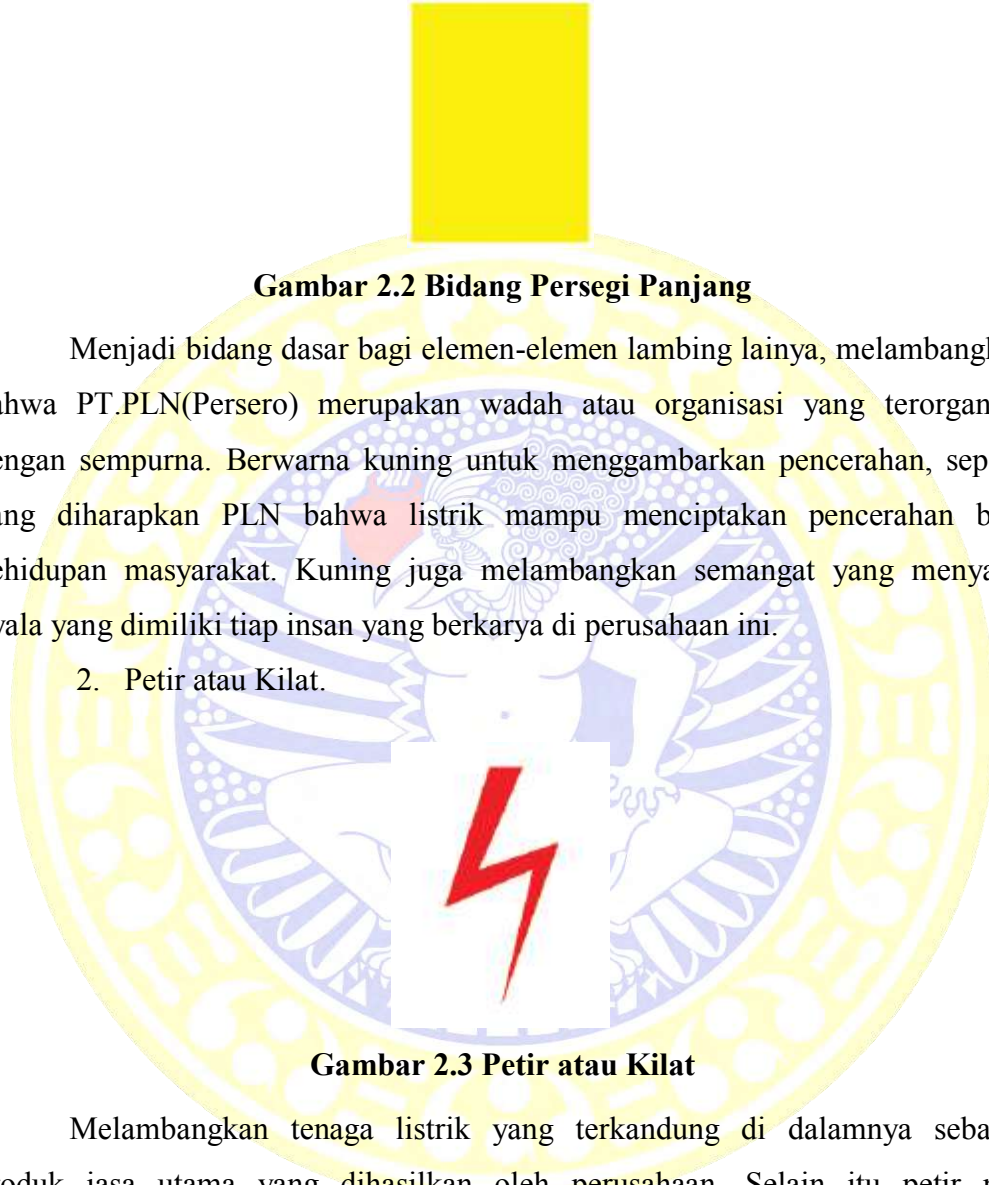 Gambar 2.2 Bidang Persegi Panjang
Menjadi bidang dasar bagi elemen-elemen lambing lainya, melambangk
ahwa PT.PLN(Persero) merupakan wadah atau organisasi yang terorgan
engan sempurna. Berwarna kuning untuk menggambarkan pencerahan, sep
ang diharapkan PLN bahwa listrik mampu menciptakan pencerahan b
ehidupan masyarakat. Kuning juga melambangkan semangat yang menya
yala yang dimiliki tiap insan yang berkarya di perusahaan ini.
2. Petir atau Kilat.
Gambar 2.3 Petir atau Kilat
Melambangkan tenaga listrik yang terkandung di dalamnya seba
roduk jasa utama yang dihasilkan oleh perusahaan. Selain itu petir